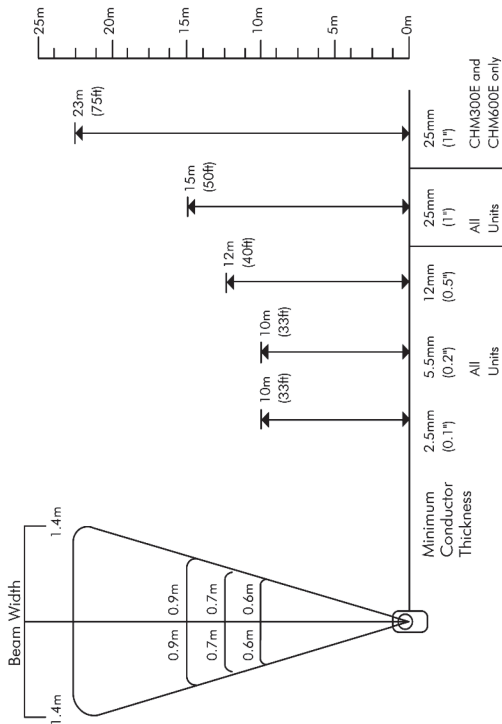 Beam Width
1.4m
1.4m
0.9m
0.9m
0.7m
0.7m
0.6m
0.6m
Minimum
Conductor
Thickness
10m
(33ft)
10m
(33ft)
12m
(40ft)
15m
(50ft)
23m
(75ft)
2.5mm
(0.1")
5.5mm
(0.2")
12mm
(0.5")
All
Units
25mm
(1")
All
Units
25mm
(1")
CHM300E and
CHM600E only
25m
20m
15m
10m
5m
0m